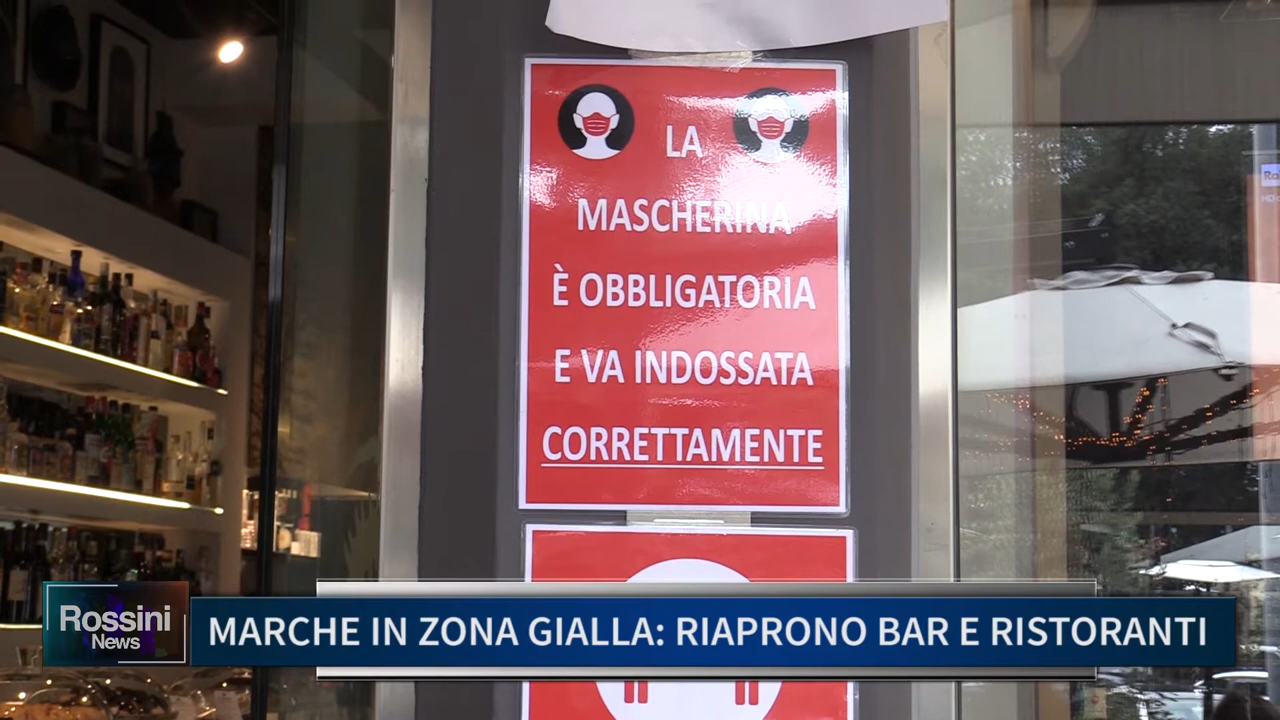 LA
MASCHERINA
È OBBLIGATORIA
E VA INDOSSATA
CORRETTAMENTE
Rossini
News
MARCHE IN ZONA GIALLA: RIAPRONO BAR E RISTORANTI